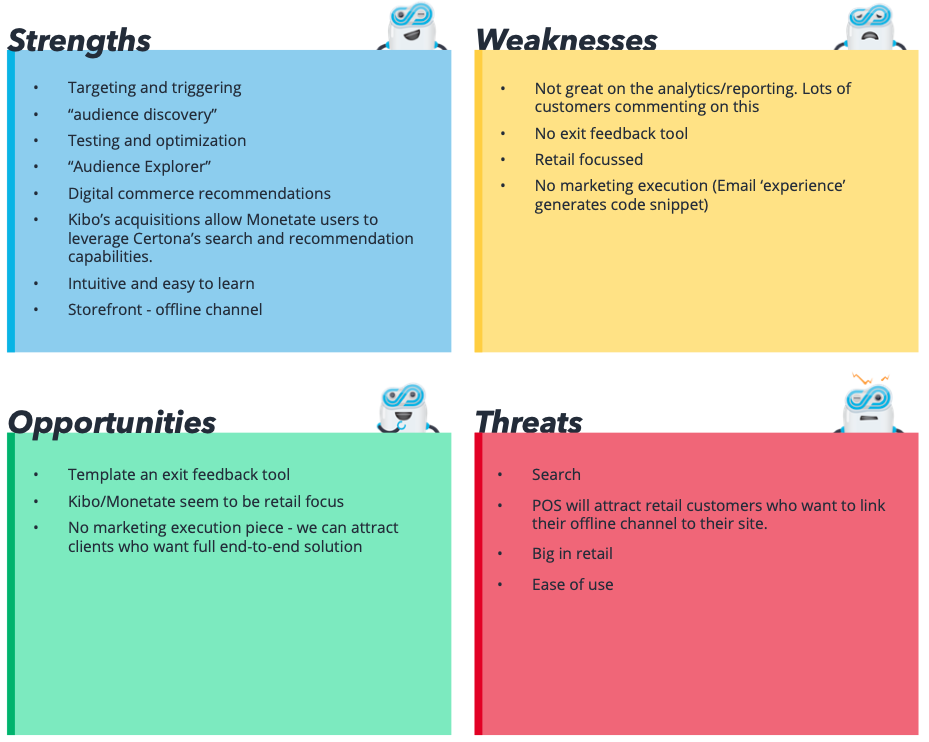 Strengths
• Targeting and triggering
• “audience discovery”
• Testing and optimization
• “Audience Explorer”
• Digital commerce recommendations
• Kibo’s acquisitions allow Monetate users to
leverage Certona’s search and recommendation
capabilities.
• Intuitive and easy to learn
• Storefront - offline channel
Weaknesses
• Not great on the analytics/reporting. Lots of
customers commenting on this
• No exit feedback tool
• Retail focussed
• No marketing execution (Email ‘experience’
generates code snippet)
Opportunities
• Template an exit feedback tool
• Kibo/Monetate seem to be retail focus
• No marketing execution piece - we can attract
clients who want full end-to-end solution
Threats
• Search
• POS will attract retail customers who want to link
their offline channel to their site.
• Big in retail
• Ease of use